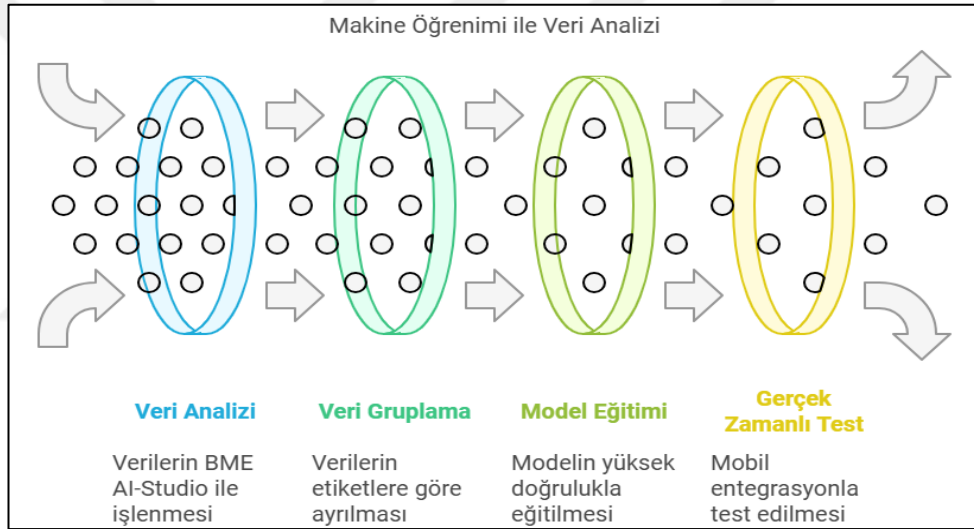 Makine Öğrenimi ile Veri Analizi
Veri Analizi
Verilerin BME
AI-Studio ile
işlenmesi
Veri Gruplama
Verilerin
etiketlere göre
ayrılması
Model Eğitimi
Modelin yüksek
doğrulukla
eğitilmesi
Gerçek
Zamanlı Test
Mobil
entegrasyonla
test edilmesi